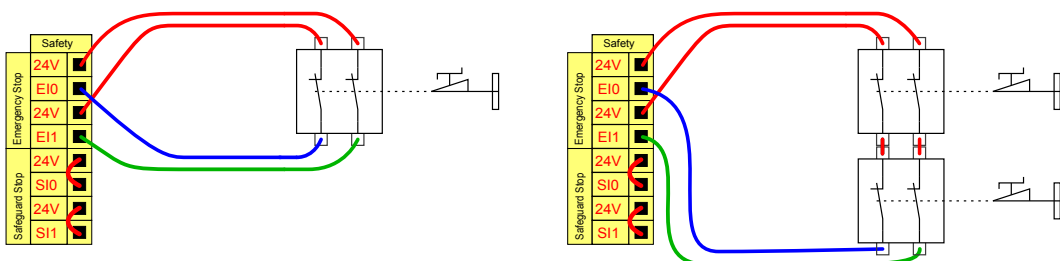 Safety
Emergency Stop
24V
EI0
24V
EI1
Safeguard Stop
24V
SI0
24V
SI1
Safety
Emergency Stop
24V
EI0
24V
EI1
Safeguard Stop
24V
SI0
24V
SI1